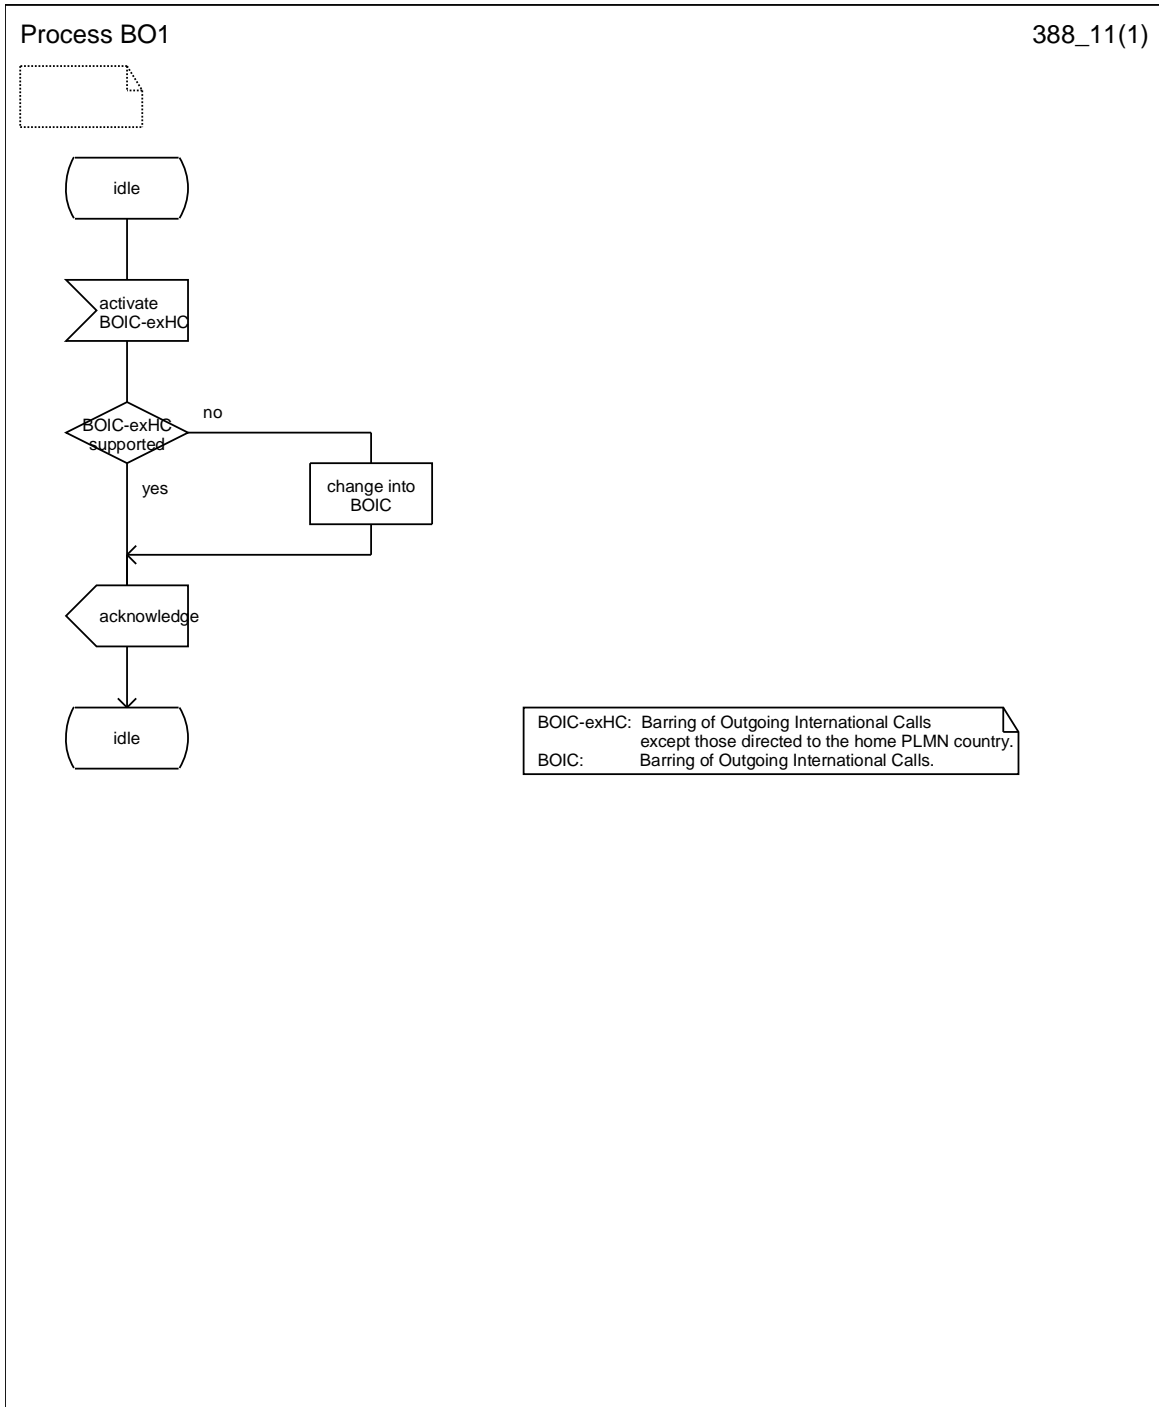 Process BO1
388_11(1)
idle
activate
BOIC-exHC
BOIC-exHC
supported
no
yes
change into
BOIC
acknowledge
idle
BOIC-exHC: Barring of Outgoing International Calls
except those directed to the home PLMN country.
BOIC: Barring of Outgoing International Calls.